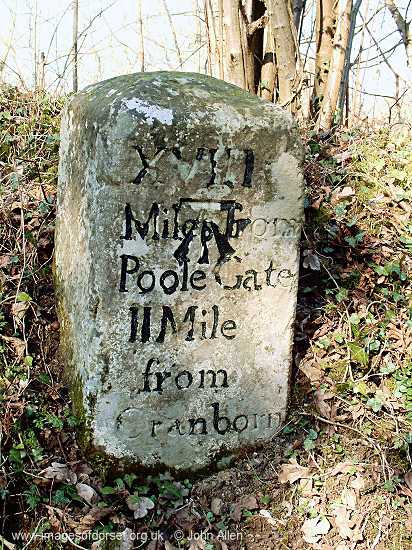 XVIII
Miles from
Poole Gate
II Mile
from
Cranborn
www.imagesofdorset.org.uk © John Allen